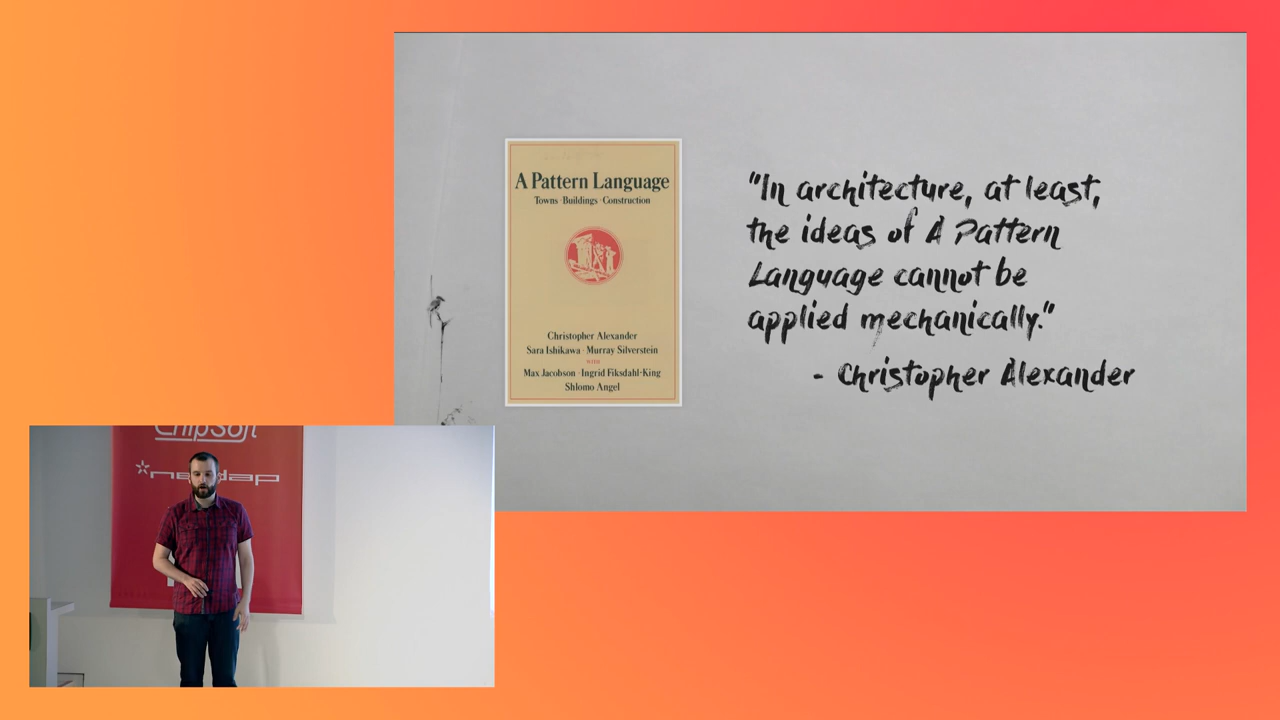 A Pattern Language
Towns · Buildings · Construction
Christopher Alexander
Sara Ishikawa · Murray Silverstein
WITH
Max Jacobson · Ingrid Fiksdahl-King
Shlomo Angel
"In architecture, at least,
the ideas of A Pattern
Language cannot be
applied mechanically."
- Christopher Alexander
ChipSoft
nedap